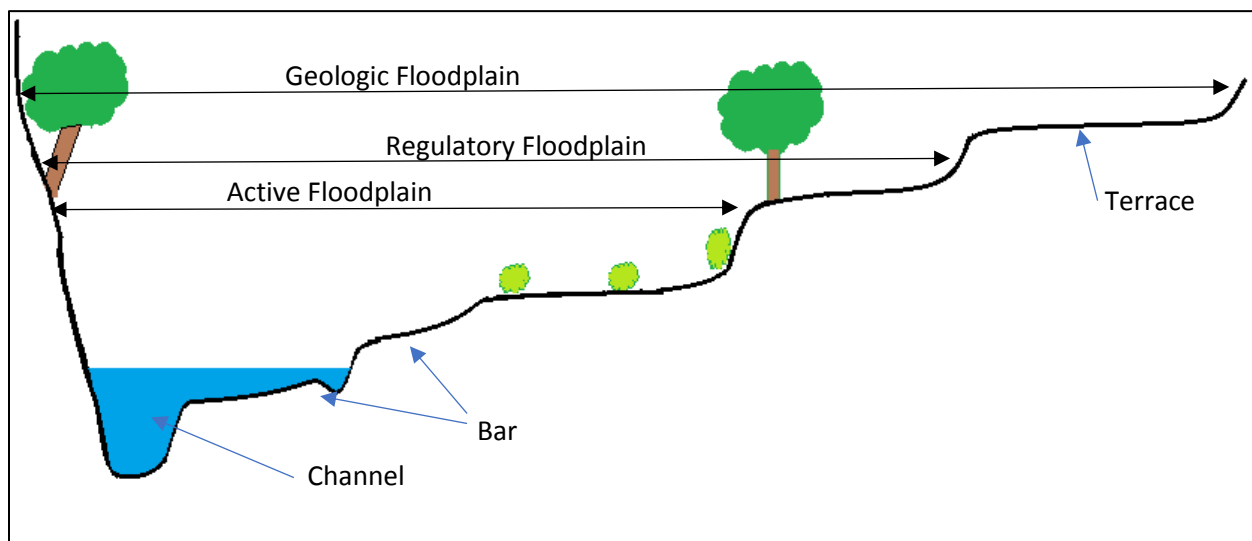 Geologic Floodplain
Regulatory Floodplain
Active Floodplain
Terrace
Bar
Channel